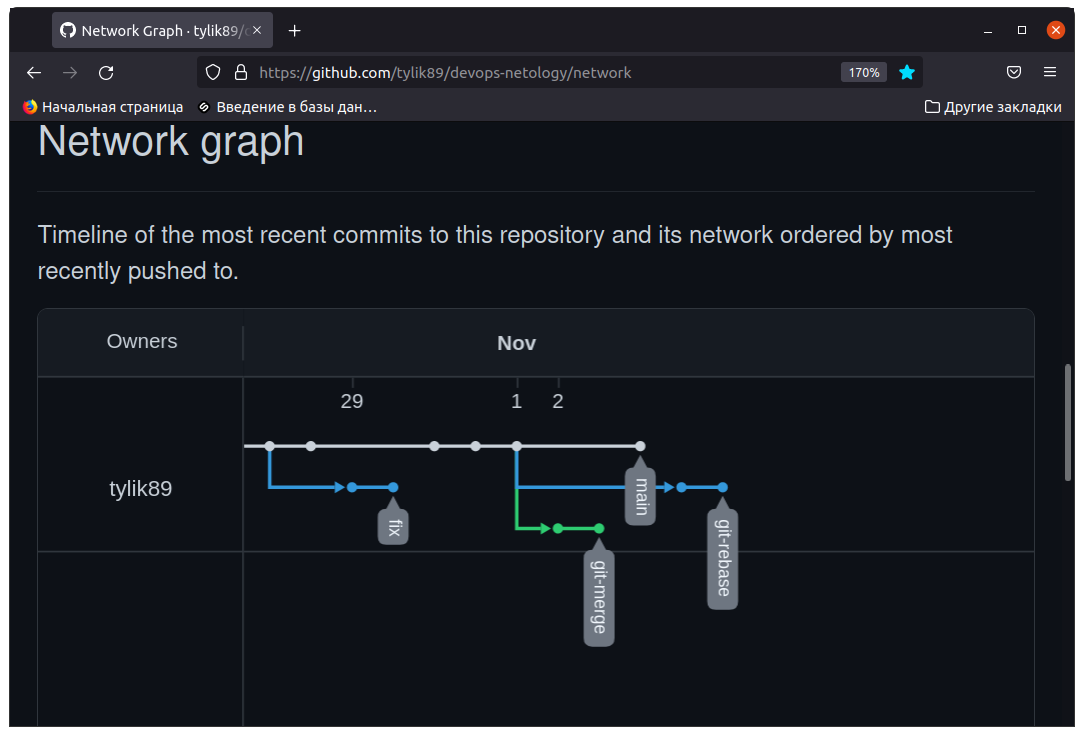 Network Graph · tylik89/
https://github.com/tylik89/devops-netology/network
170%
Начальная страница
Введение в базы дан…
Другие закладки
Network graph
Timeline of the most recent commits to this repository and its network ordered by most
recently pushed to.
Owners
Nov
29
1
2
tylik89
main
fix
git-rebase
git-merge